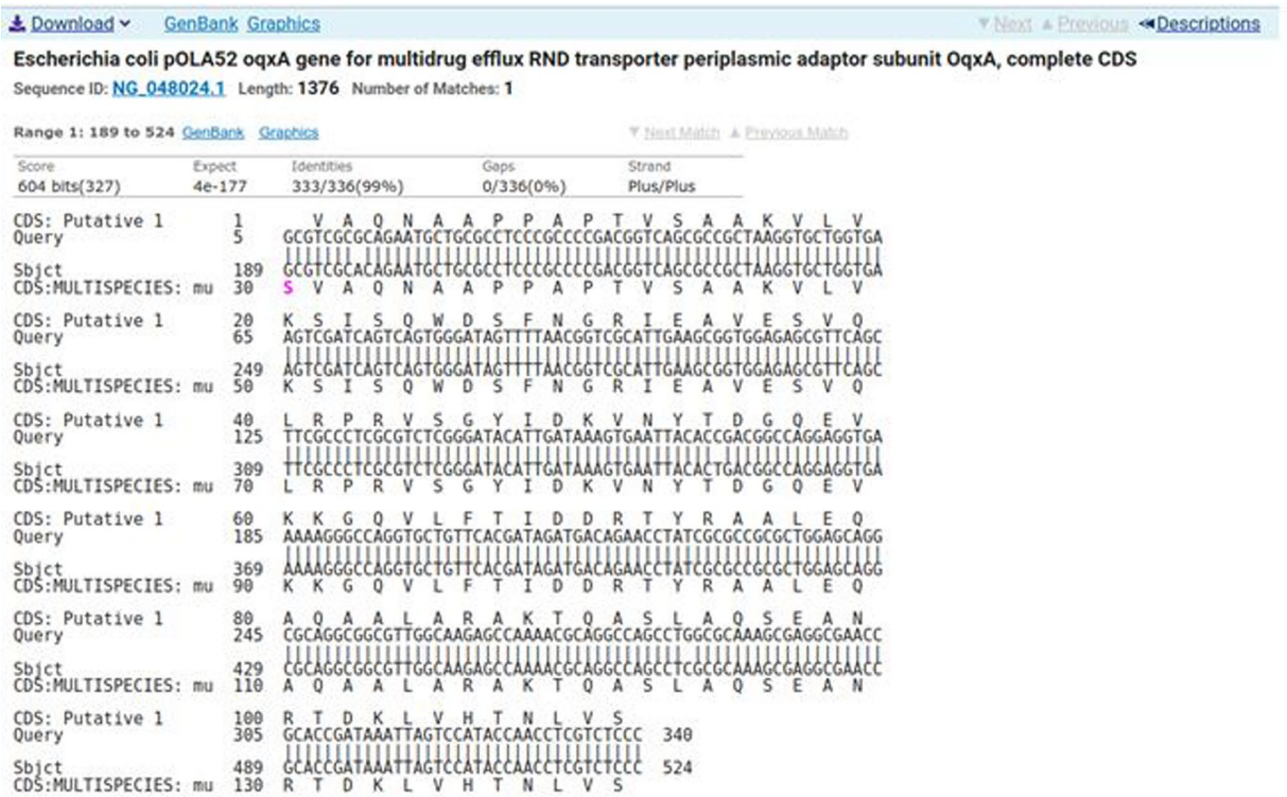 Download GenBank Graphics Next Previous Descriptions
Escherichia coli pOLA52 oqxA gene for multidrug efflux RND transporter periplasmic adaptor subunit OqxA, complete CDS
Sequence ID: NG_048024.1 Length: 1376 Number of Matches: 1
Range 1: 189 to 524 GenBank Graphics Next Match Previous Match
Score Expect Identities Gaps Strand
604 bits(327) 4e-177 333/336(99%) 0/336(0%) Plus/Plus
CDS: Putative 1 1 V A Q N A A P P A P T V S A A K V L V
Query 5 GCGTCGCGCAGAATGCTGCGCCTCCCGCCCCGACGGTCAGCGCCGCTAAGGTGCTGGTGA
Sbjct 189 GCGTCGCACAGAATGCTGCGCCTCCCGCCCCGACGGTCAGCGCCGCTAAGGTGCTGGTGA
CDS:MULTISPECIES: mu 30 S V A Q N A A P P A P T V S A A K V L V
CDS: Putative 1 20 K S I S Q W D S F N G R I E A V E S V Q
Query 65 AGTCGATCAGTCAGTGGGATAGTTTTAACGGTCGCATTGAAGCGGTGGAGAGCGTTCAGC
Sbjct 249 AGTCGATCAGTCAGTGGGATAGTTTTAACGGTCGCATTGAAGCGGTGGAGAGCGTTCAGC
CDS:MULTISPECIES: mu 50 K S I S Q W D S F N G R I E A V E S V Q
CDS: Putative 1 40 L R P R V S G Y I D K V N Y T D G Q E V
Query 125 TTCGCCCTCGCGTCTCGGGATACATTGATAAAGTGAATTACACCGACGGCCAGGAGGTGA
Sbjct 309 TTCGCCCTCGCGTCTCGGGATACATTGATAAAGTGAATTACACTGACGGCCAGGAGGTGA
CDS:MULTISPECIES: mu 70 L R P R V S G Y I D K V N Y T D G Q E V
CDS: Putative 1 60 K K G Q V L F T I D D R T Y R A A L E Q
Query 185 AAAAGGGCCAGGTGCTGTTCACGATAGATGACAGAACCTATCGCGCCGCGCTGGAGCAGG
Sbjct 369 AAAAGGGCCAGGTGCTGTTCACGATAGATGACAGAACCTATCGCGCCGCGCTGGAGCAGG
CDS:MULTISPECIES: mu 90 K K G Q V L F T I D D R T Y R A A L E Q
CDS: Putative 1 80 A Q A A L A R A K T Q A S L A Q S E A N
Query 245 CGCAGGCGGCGTTGGCAAGAGCCAAAACGCAGGCCAGCCTGGCGCAAAGCGAGGCGAACC
Sbjct 429 CGCAGGCGGCGTTGGCAAGAGCCAAAACGCAGGCCAGCCTCGCGCAAAGCGAGGCGAACC
CDS:MULTISPECIES: mu 110 A Q A A L A R A K T Q A S L A Q S E A N
CDS: Putative 1 100 R T D K L V H T N L V S
Query 305 GCACCGATAAATTAGTCCATACCAACCTCGTCTCCC 340
Sbjct 489 GCACCGATAAATTAGTCCATACCAACCTCGTCTCCC 524
CDS:MULTISPECIES: mu 130 R T D K L V H T N L V S